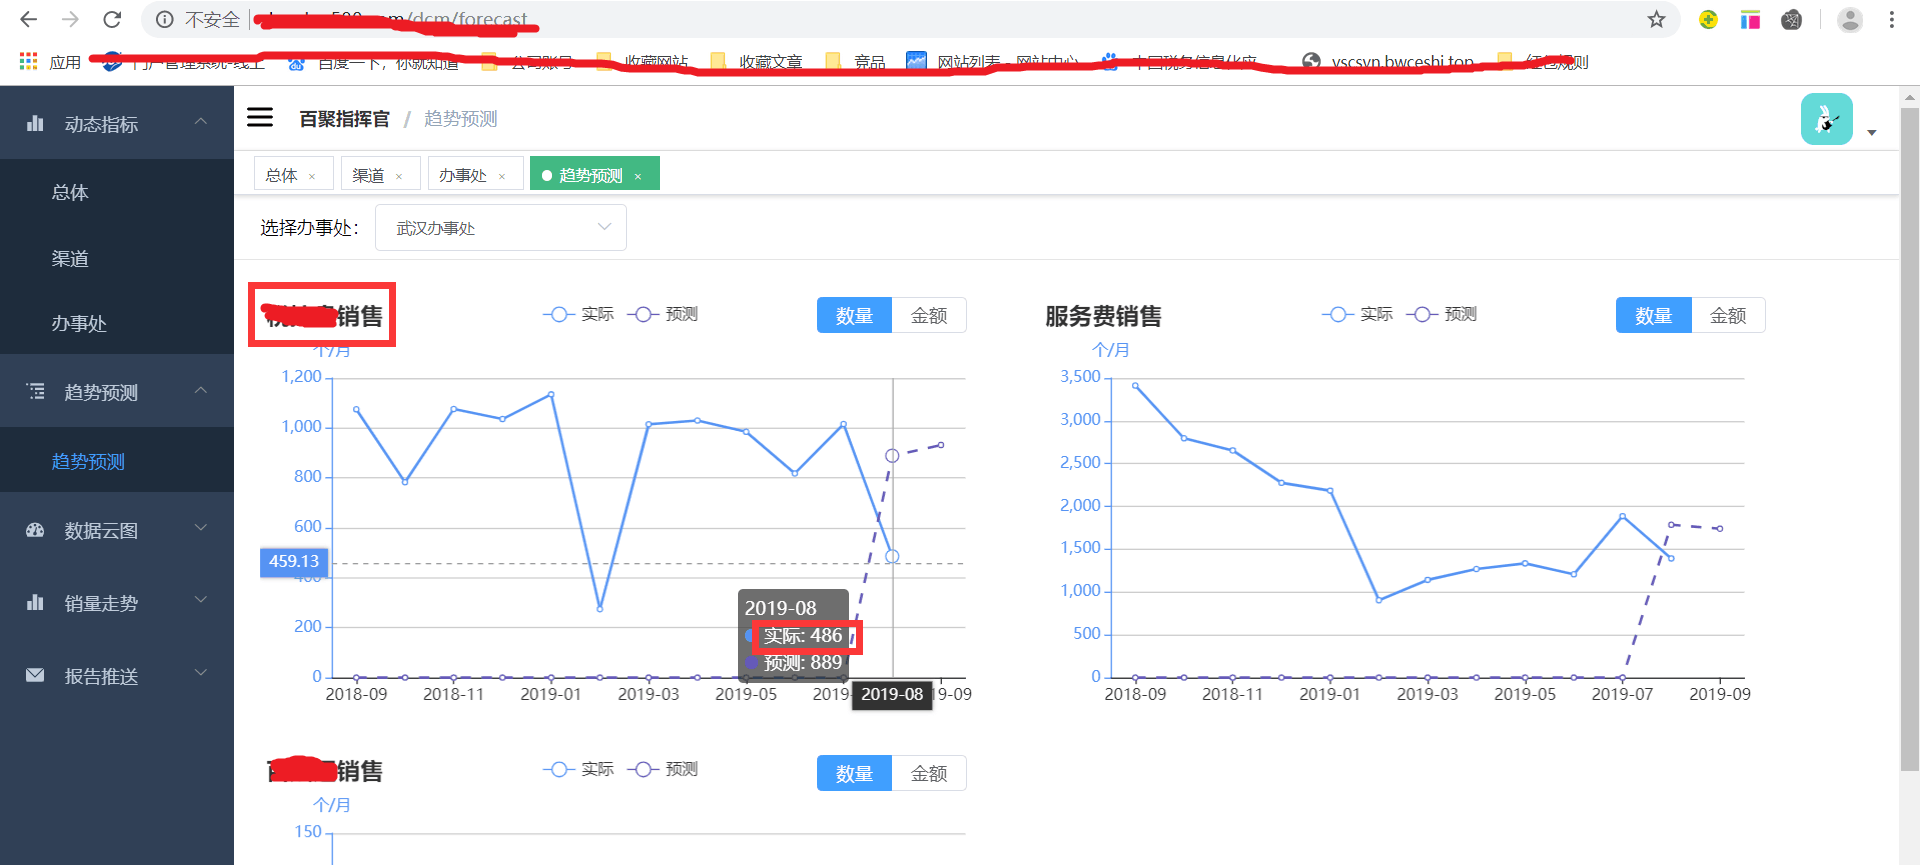 不安全
/dcm/forecast
应用 门户管理系统-线上 百度一下，你就知道 公司账号 收藏网站 收藏文章 竞品 网站列表 - 网站中心 中国税务信息化应 vscsvn.bwceshi.top 红包规则
动态指标
总体
渠道
办事处
趋势预测
趋势预测
数据云图
销量走势
报告推送
百聚指挥官 / 趋势预测
总体 × 渠道 × 办事处 × 趋势预测 ×
选择办事处： 武汉办事处
销售
实际 预测
数量 金额
个/月
1,200
1,000
800
600
459.13
400
200
0
2019-08
实际: 486
预测: 889
2018-09 2018-11 2019-01 2019-03 2019-05 2019- 2019-08 19-09
服务费销售
实际 预测
数量 金额
个/月
3,500
3,000
2,500
2,000
1,500
1,000
500
0
2018-09 2018-11 2019-01 2019-03 2019-05 2019-07 2019-09
销售
实际 预测
数量 金额
个/月
150